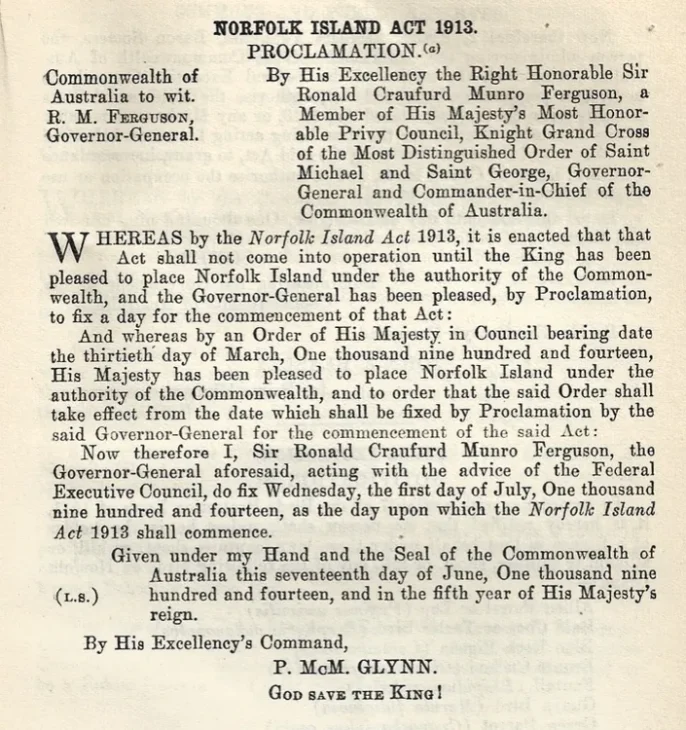 NORFOLK ISLAND ACT 1913.
PROCLAMATION.(a)
Commonwealth of
Australia to wit.
R. M. FERGUSON,
Governor-General.
By His Excellency the Right Honorable Sir
Ronald Craufurd Munro Ferguson, a
Member of His Majesty's Most Honor-
able Privy Council, Knight Grand Cross
of the Most Distinguished Order of Saint
Michael and Saint George, Governor-
General and Commander-in-Chief of the
Commonwealth of Australia.
WHEREAS by the Norfolk Island Act 1913, it is enacted that that
Act shall not come into operation until the King has been
pleased to place Norfolk Island under the authority of the Common-
wealth, and the Governor-General has been pleased, by Proclamation,
to fix a day for the commencement of that Act:
And whereas by an Order of His Majesty in Council bearing date
the thirtieth day of March, One thousand nine hundred and fourteen,
His Majesty has been pleased to place Norfolk Island under the
authority of the Commonwealth, and to order that the said Order shall
take effect from the date which shall be fixed by Proclamation by the
said Governor-General for the commencement of the said Act:
Now therefore I, Sir Ronald Craufurd Munro Ferguson, the
Governor-General aforesaid, acting with the advice of the Federal
Executive Council, do fix Wednesday, the first day of July, One thousand
nine hundred and fourteen, as the day upon which the Norfolk Island
Act 1913 shall commence.
Given under my Hand and the Seal of the Commonwealth of
Australia this seventeenth day of June, One thousand nine
(L.S.) hundred and fourteen, and in the fifth year of His Majesty's
reign.
By His Excellency's Command,
P. McM. GLYNN.
GOD SAVE THE KING!